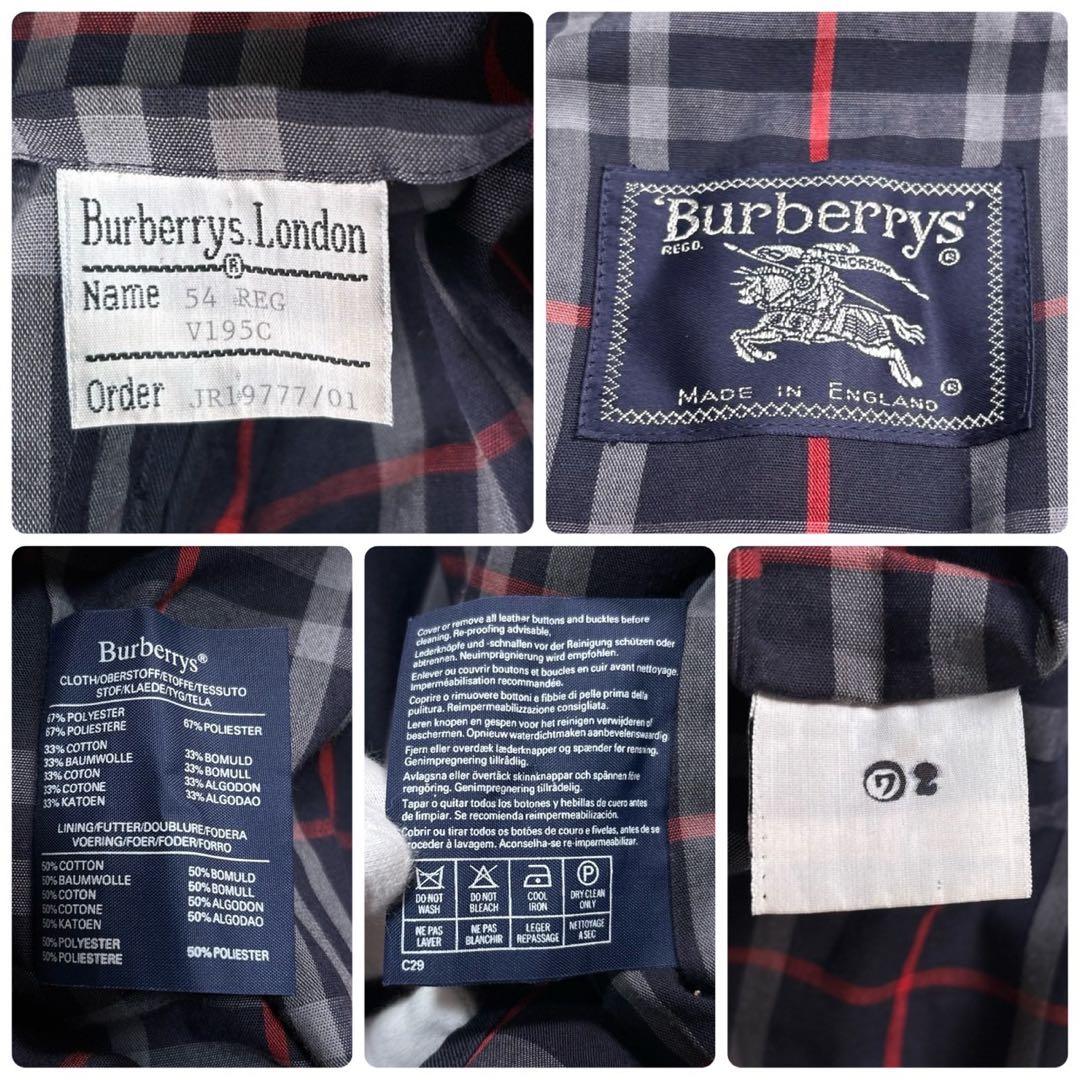 Burberrys.London
®
Name 54 REG
V195C
Order JR19777/01
'Burberrys'
REGD. ®
PRORSUM
MADE IN ENGLAND ®
Burberrys®
CLOTH/OBERSTOFF/ETOFFE/TESSUTO
STOF/KLAEDE/TYG/TELA
67% POLYESTER
67% POLIESTERE
67% POLIESTER
33% COTTON
33% BAUMWOLLE
33% COTON
33% COTONE
33% KATOEN
33% BOMULD
33% BOMULL
33% ALGODON
33% ALGODAO
LINING/FUTTER/DOUBLURE/FODERA
VOERING/FOER/FODER/FORRO
50% COTTON
50% BAUMWOLLE
50% COTON
50% COTONE
50% KATOEN
50% BOMULD
50% BOMULL
50% ALGODON
50% ALGODAO
50% POLYESTER
50% POLIESTERE
50% POLIESTER
Cover or remove all leather buttons and buckles before
cleaning. Re-proofing advisable.
Lederknöpfe und -schnallen vor der Reinigung schützen oder
abtrennen. Neuimprägnierung wird empfohlen.
Enlever ou couvrir boutons et boucles en cuir avant nettoyage.
Imperméabilisation recommandée.
Coprire o rimuovere bottoni e fibbie di pelle prima della
pulitura. Reimpermeabilizzazione consigliata.
Leren knopen en gespen voor het reinigen verwijderen of
beschermen. Opnieuw waterdichtmaken aanbevelenswaardig
Fjern eller overdæk læderknapper og spænder før rensning.
Genimpregnering tillrådig.
Avlagsna eller övertäck skinnknappar och spännen före
rengöring. Genimpregnering tillrådelig.
Tapar o quitar todos los botones y hebillas de cuero antes
de limpiar. Se recomienda reimpermeabilización.
Cobrir ou tirar todos os botões de couro e fivelas, antes de se
proceder à lavagem. Aconselha-se re-impermeabilizar.
P
DO NOT
WASH
DO NOT
BLEACH
COOL
IRON
DRY CLEAN
ONLY
NE PAS
LAVER
NE PAS
BLANCHIR
LEGER
REPASSAGE
NETTOYAGE
A SEC
C29
ワ 2